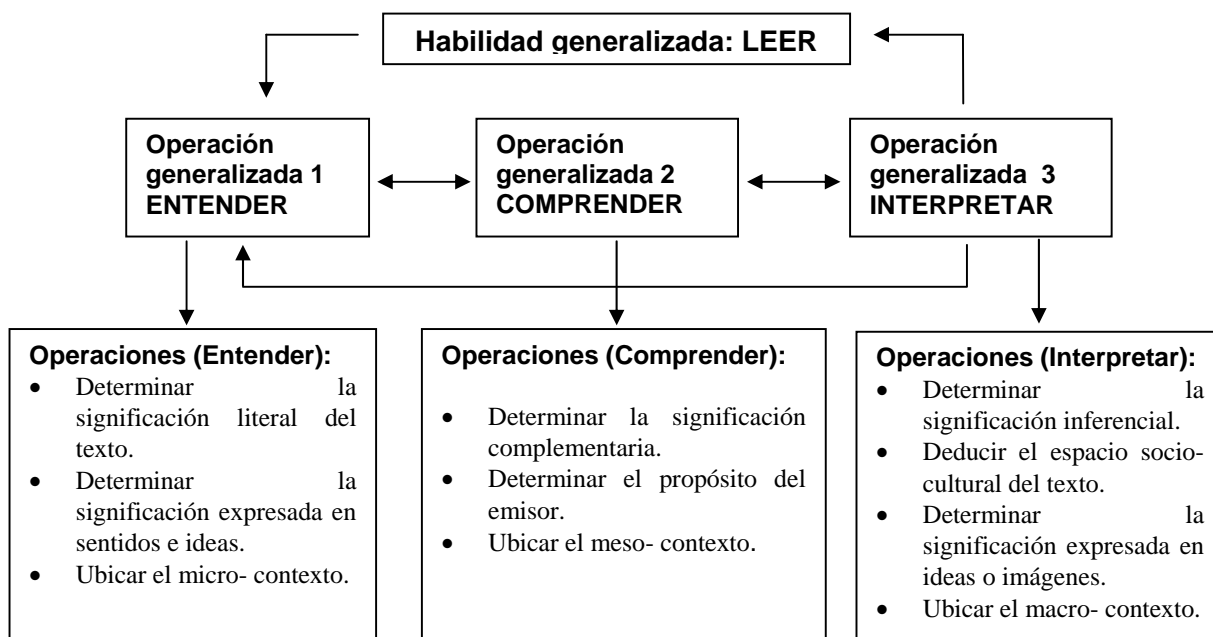 Habilidad generalizada: LEER
Operación
generalizada 1
ENTENDER
Operación
generalizada 2
COMPRENDER
Operación
generalizada 3
INTERPRETAR
Operaciones (Entender):
• Determinar la
significación literal del
texto.
• Determinar la
significación expresada en
sentidos e ideas.
• Ubicar el micro- contexto.
Operaciones (Comprender):
• Determinar la significación
complementaria.
• Determinar el propósito del
emisor.
• Ubicar el meso- contexto.
Operaciones (Interpretar):
• Determinar la
significación inferencial.
• Deducir el espacio socio-
cultural del texto.
• Determinar la
significación expresada en
ideas o imágenes.
• Ubicar el macro- contexto.